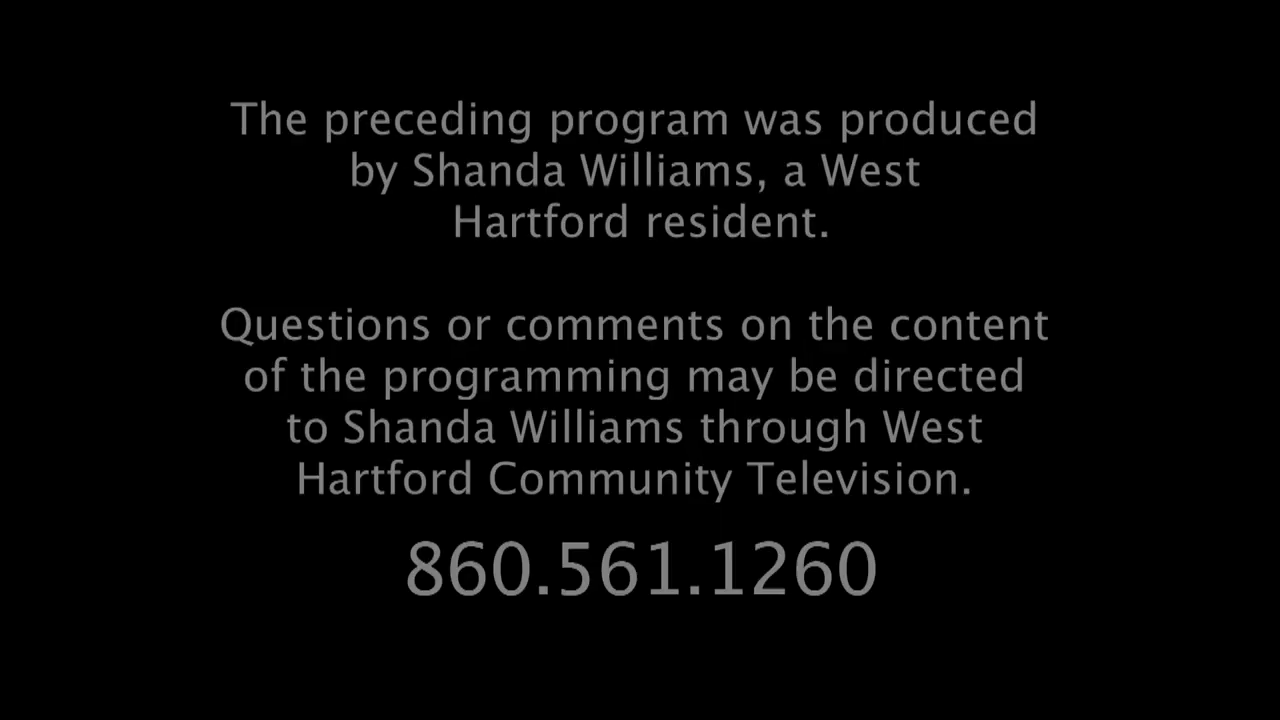 The preceding program was produced
by Shanda Williams, a West
Hartford resident.
Questions or comments on the content
of the programming may be directed
to Shanda Williams through West
Hartford Community Television.
860.561.1260